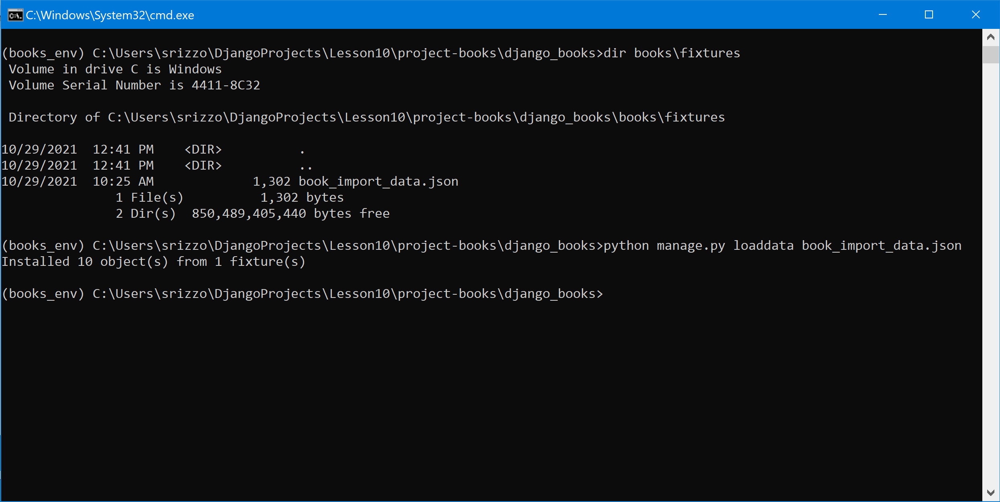 C:\Windows\System32\cmd.exe
(books_env) C:\Users\srizzo\DjangoProjects\Lesson10\project-books\django_books>dir books\fixtures
 Volume in drive C is Windows
 Volume Serial Number is 4411-8C32
 Directory of C:\Users\srizzo\DjangoProjects\Lesson10\project-books\django_books\books\fixtures
10/29/2021  12:41 PM    <DIR>          .
10/29/2021  12:41 PM    <DIR>          ..
10/29/2021  10:25 AM             1,302 book_import_data.json
               1 File(s)          1,302 bytes
               2 Dir(s)  850,489,405,440 bytes free
(books_env) C:\Users\srizzo\DjangoProjects\Lesson10\project-books\django_books>python manage.py loaddata book_import_data.json
Installed 10 object(s) from 1 fixture(s)
(books_env) C:\Users\srizzo\DjangoProjects\Lesson10\project-books\django_books>